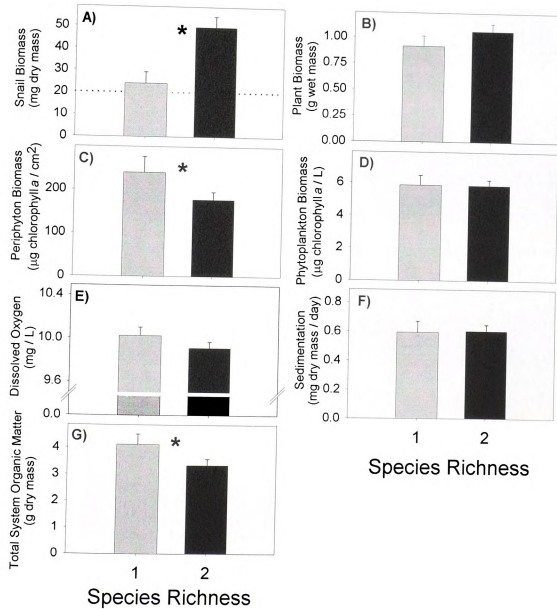 A)
Snail Biomass
(mg dry mass)
50
40
30
20
10
0
*
B)
Plant Biomass
(g wet mass)
1.00
0.75
0.50
0.25
0.00
C)
Periphyton Biomass
(µg chlorophyll a / cm2)
200
100
0
*
D)
Phytoplankton Biomass
(µg chlorophyll a / L)
6
4
2
0
E)
Dissolved Oxygen
(mg / L)
10.4
10.0
9.6
0.0
F)
Sedimentation
(mg dry mass / day)
0.8
0.6
0.4
0.2
0.0
1 2
Species Richness
G)
Total System Organic Matter
(g dry mass)
4
3
2
1
0
*
1 2
Species Richness